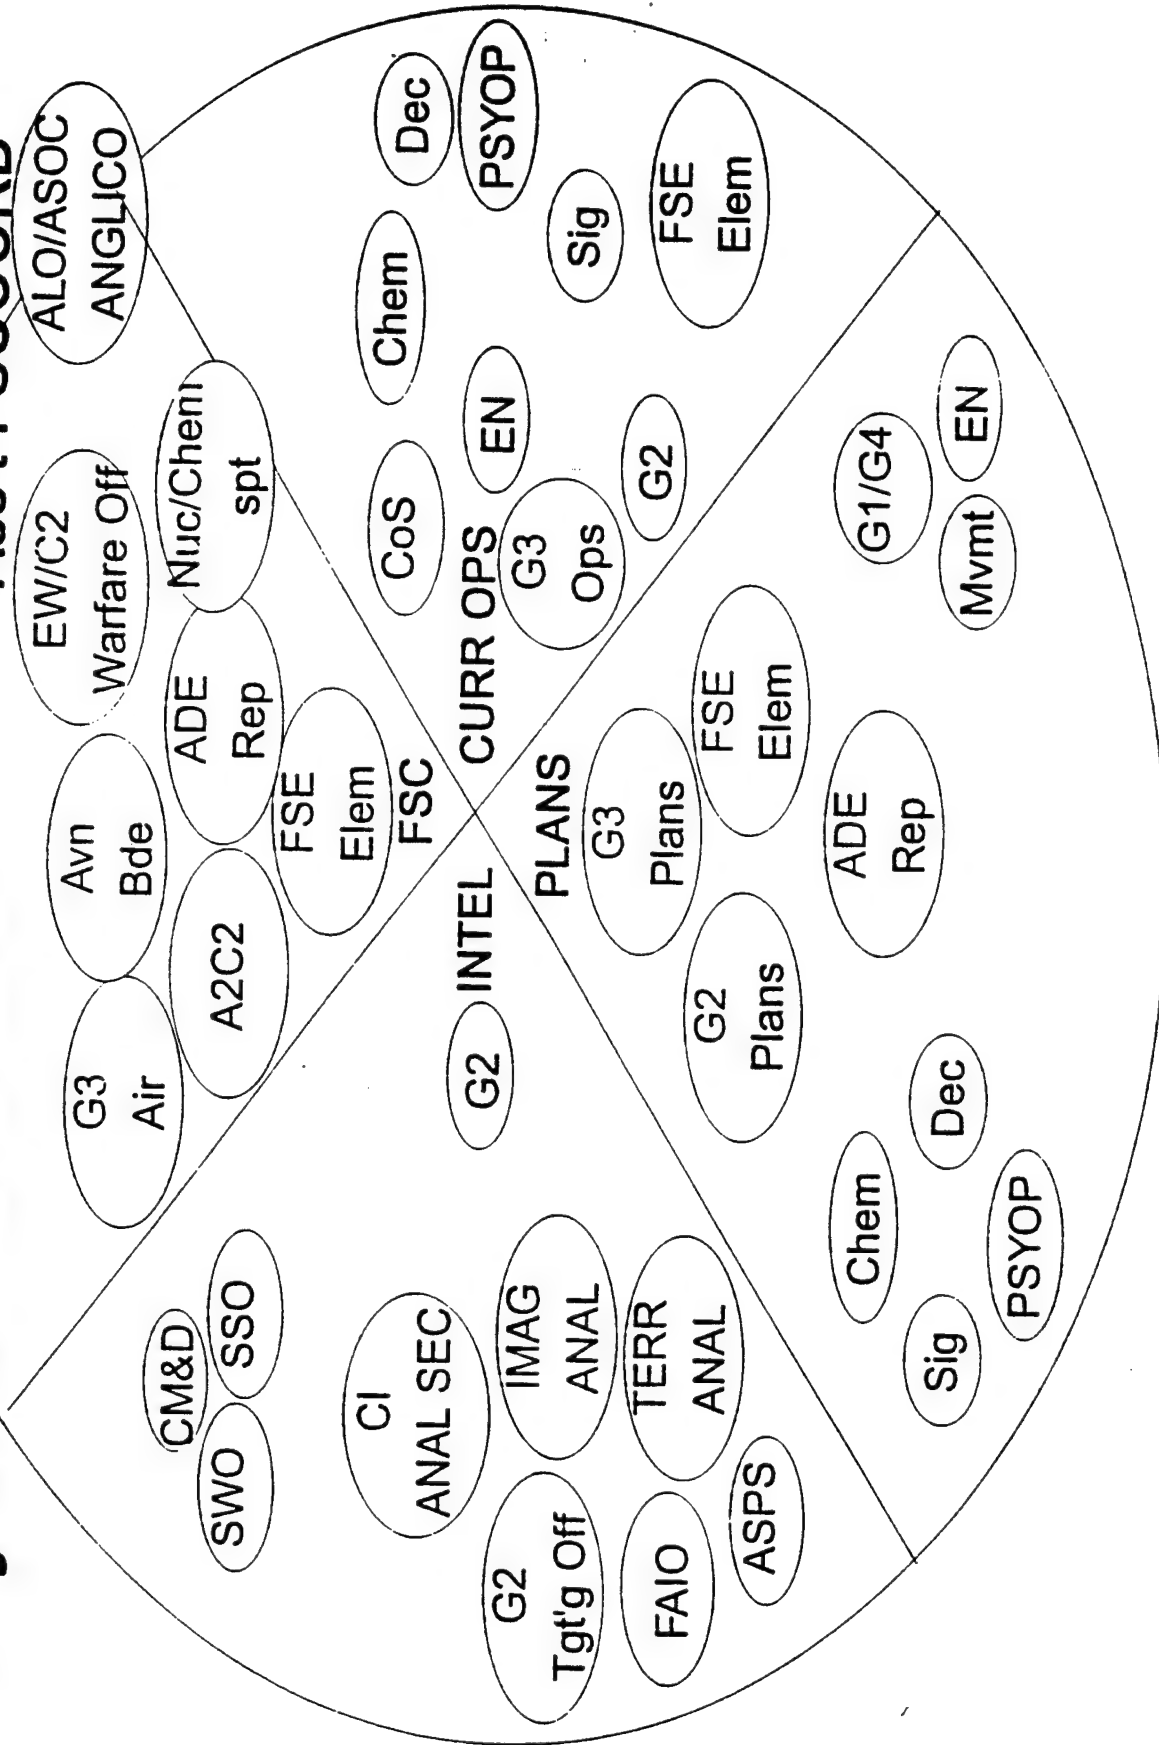 ALO/ASOC
ANGLICO
EW/C2
Warfare Off
Nuc/Chem
spt
Avn
Bde
ADE
Rep
G3
Air
A2C2
FSE
Elem
FSC
CURR OPS
CoS
Chem
Dec
PSYOP
EN
Sig
G3
Ops
G2
FSE
Elem
INTEL
G2
CM&D
SWO
SSO
CI
ANAL SEC
IMAG
ANAL
G2
Tgt'g Off
TERR
ANAL
FAIO
ASPS
PLANS
G3
Plans
FSE
Elem
G2
Plans
ADE
Rep
G1/G4
EN
Mvmt
Chem
Dec
Sig
PSYOP